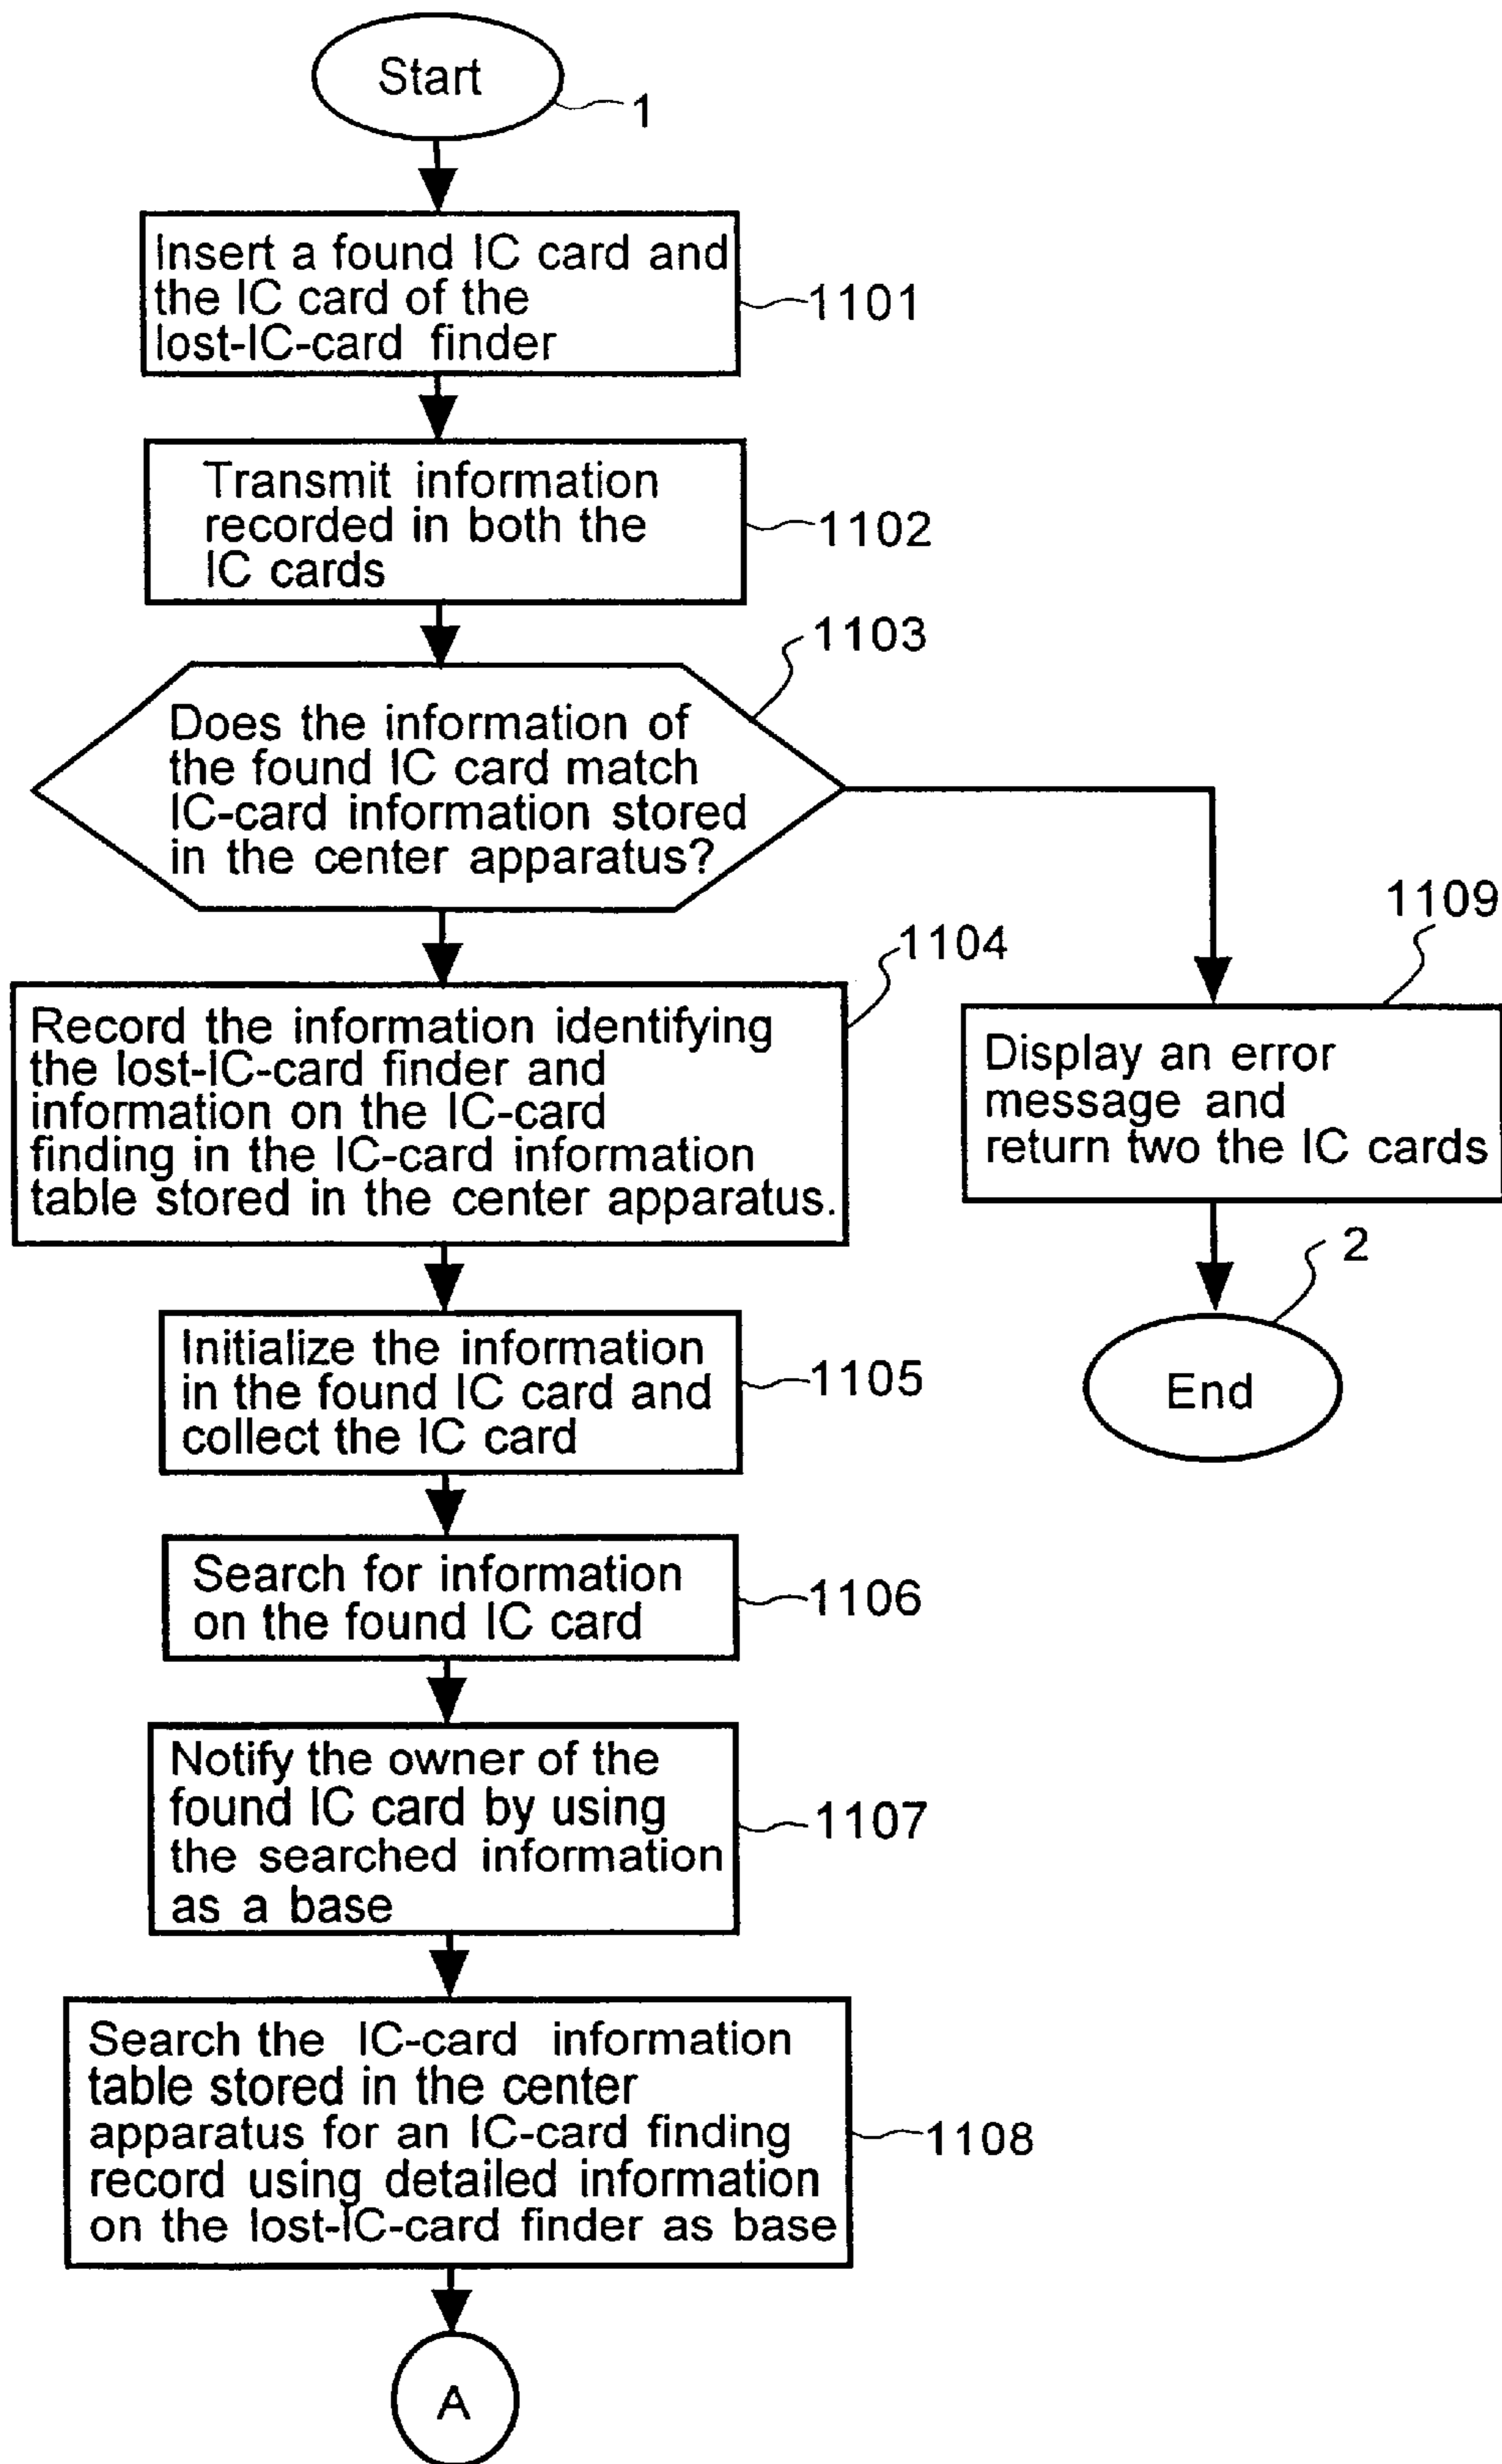 Start
1
Insert a found IC card and
the IC card of the
lost-IC-card finder
1101
Transmit information
recorded in both the
IC cards
1102
1103
Does the information of
the found IC card match
IC-card information stored
in the center apparatus?
1104
Record the information identifying
the lost-IC-card finder and
information on the IC-card
finding in the IC-card information
table stored in the center apparatus.
1109
Display an error
message and
return two the IC cards
2
End
Initialize the information
in the found IC card and
collect the IC card
1105
Search for information
on the found IC card
1106
Notify the owner of the
found IC card by using
the searched information
as a base
1107
Search the IC-card information
table stored in the center
apparatus for an IC-card finding
record using detailed information
on the lost-IC-card finder as base
1108
A